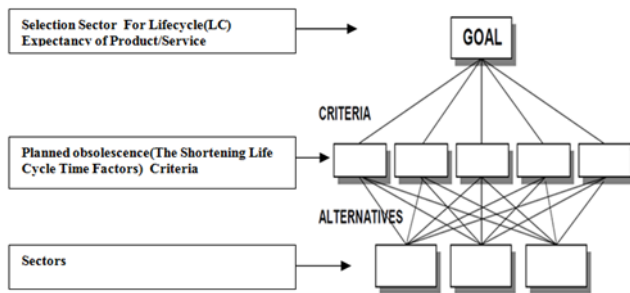 Selection Sector For Lifecycle(LC)
Expectancy of Product/Service
GOAL
CRITERIA
Planned obsolescence(The Shortening Life
Cycle Time Factors) Criteria
ALTERNATIVES
Sectors